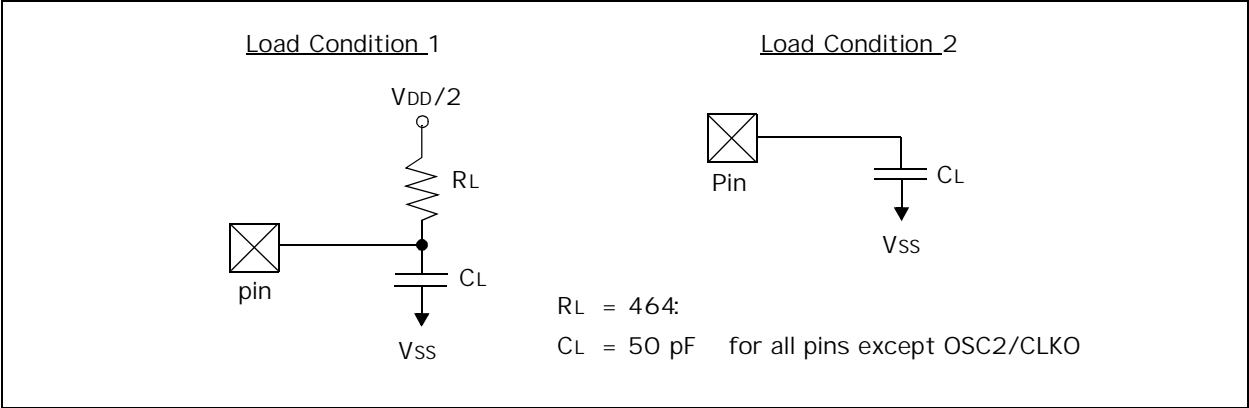 Load Condition 1
VDD/2
RL
pin
CL
VSS
Load Condition 2
Pin
CL
VSS
RL = 464:
CL = 50 pF for all pins except OSC2/CLKO